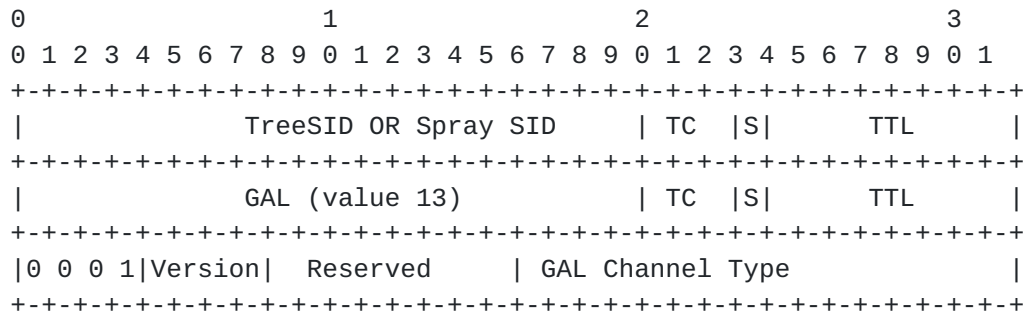 0                   1                   2                   3
0 1 2 3 4 5 6 7 8 9 0 1 2 3 4 5 6 7 8 9 0 1 2 3 4 5 6 7 8 9 0 1
+-+-+-+-+-+-+-+-+-+-+-+-+-+-+-+-+-+-+-+-+-+-+-+-+-+-+-+-+-+-+-+-+
|              TreeSID OR Spray SID     | TC  |S|      TTL      |
+-+-+-+-+-+-+-+-+-+-+-+-+-+-+-+-+-+-+-+-+-+-+-+-+-+-+-+-+-+-+-+-+
|              GAL (value 13)           | TC  |S|      TTL      |
+-+-+-+-+-+-+-+-+-+-+-+-+-+-+-+-+-+-+-+-+-+-+-+-+-+-+-+-+-+-+-+-+
|0 0 0 1|Version|  Reserved     | GAL Channel Type              |
+-+-+-+-+-+-+-+-+-+-+-+-+-+-+-+-+-+-+-+-+-+-+-+-+-+-+-+-+-+-+-+-+